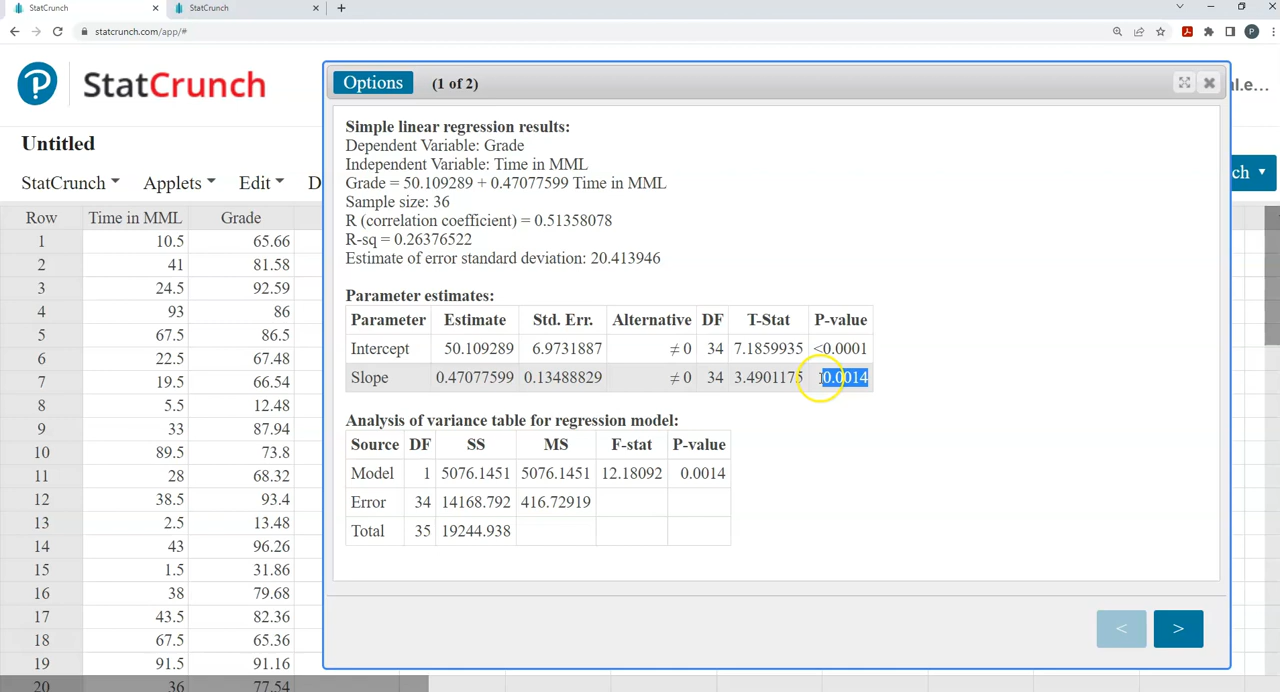 StatCrunch
StatCrunch
statcrunch.com/app/#
StatCrunch
Untitled
StatCrunch Applets Edit
Row Time in MML Grade
1 10.5 65.66
2 41 81.58
3 24.5 92.59
4 93 86
5 67.5 86.5
6 22.5 67.48
7 19.5 66.54
8 5.5 12.48
9 33 87.94
10 89.5 73.8
11 28 68.32
12 38.5 93.4
13 2.5 13.48
14 43 96.26
15 1.5 31.86
16 38 79.68
17 43.5 82.36
18 67.5 65.36
19 91.5 91.16
20 36 77.54
Options (1 of 2)
Simple linear regression results:
Dependent Variable: Grade
Independent Variable: Time in MML
Grade = 50.109289 + 0.47077599 Time in MML
Sample size: 36
R (correlation coefficient) = 0.51358078
R-sq = 0.26376522
Estimate of error standard deviation: 20.413946
Parameter estimates:
Parameter Estimate Std. Err. Alternative DF T-Stat P-value
Intercept 50.109289 6.9731887 ≠ 0 34 7.1859935 <0.0001
Slope 0.47077599 0.13488829 ≠ 0 34 3.4901175 0.0014
Analysis of variance table for regression model:
Source DF SS MS F-stat P-value
Model 1 5076.1451 5076.1451 12.18092 0.0014
Error 34 14168.792 416.72919
Total 35 19244.938
< >